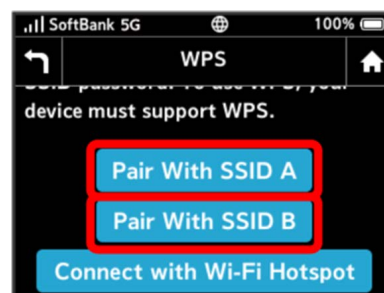 SoftBank 5G 100%
WPS
device must support WPS.
Pair With SSID A
Pair With SSID B
Connect with Wi-Fi Hotspot